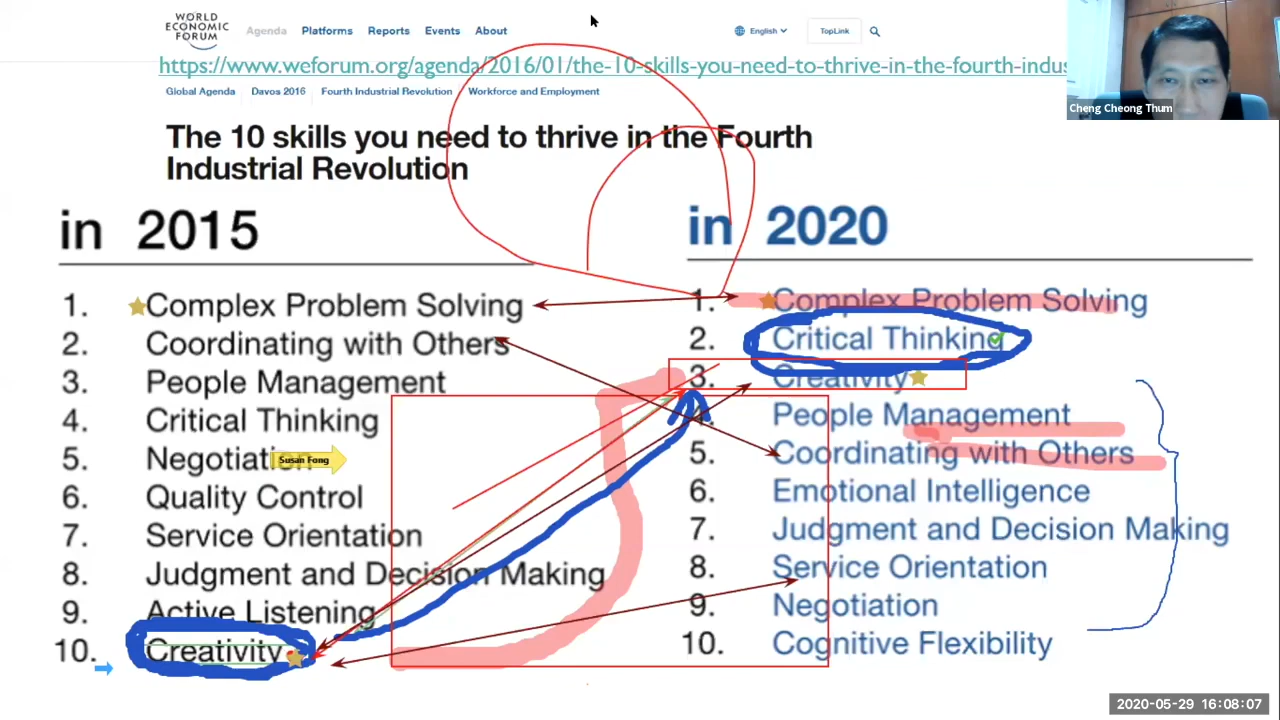 WORLD
ECONOMIC
FORUM
Agenda Platforms Reports Events About
English
TopLink
https://www.weforum.org/agenda/2016/01/the-10-skills-you-need-to-thrive-in-the-fourth-indus
Cheng Cheong Thum
Global Agenda Davos 2016 Fourth Industrial Revolution Workforce and Employment
The 10 skills you need to thrive in the Fourth
Industrial Revolution
in 2015
1. Complex Problem Solving
2. Coordinating with Others
3. People Management
4. Critical Thinking
5. Negotiation
Susan Fong
6. Quality Control
7. Service Orientation
8. Judgment and Decision Making
9. Active Listening
10. Creativity
in 2020
1. Complex Problem Solving
2. Critical Thinking
3. Creativity
4. People Management
5. Coordinating with Others
6. Emotional Intelligence
7. Judgment and Decision Making
8. Service Orientation
9. Negotiation
10. Cognitive Flexibility
2020-05-29 16:08:07